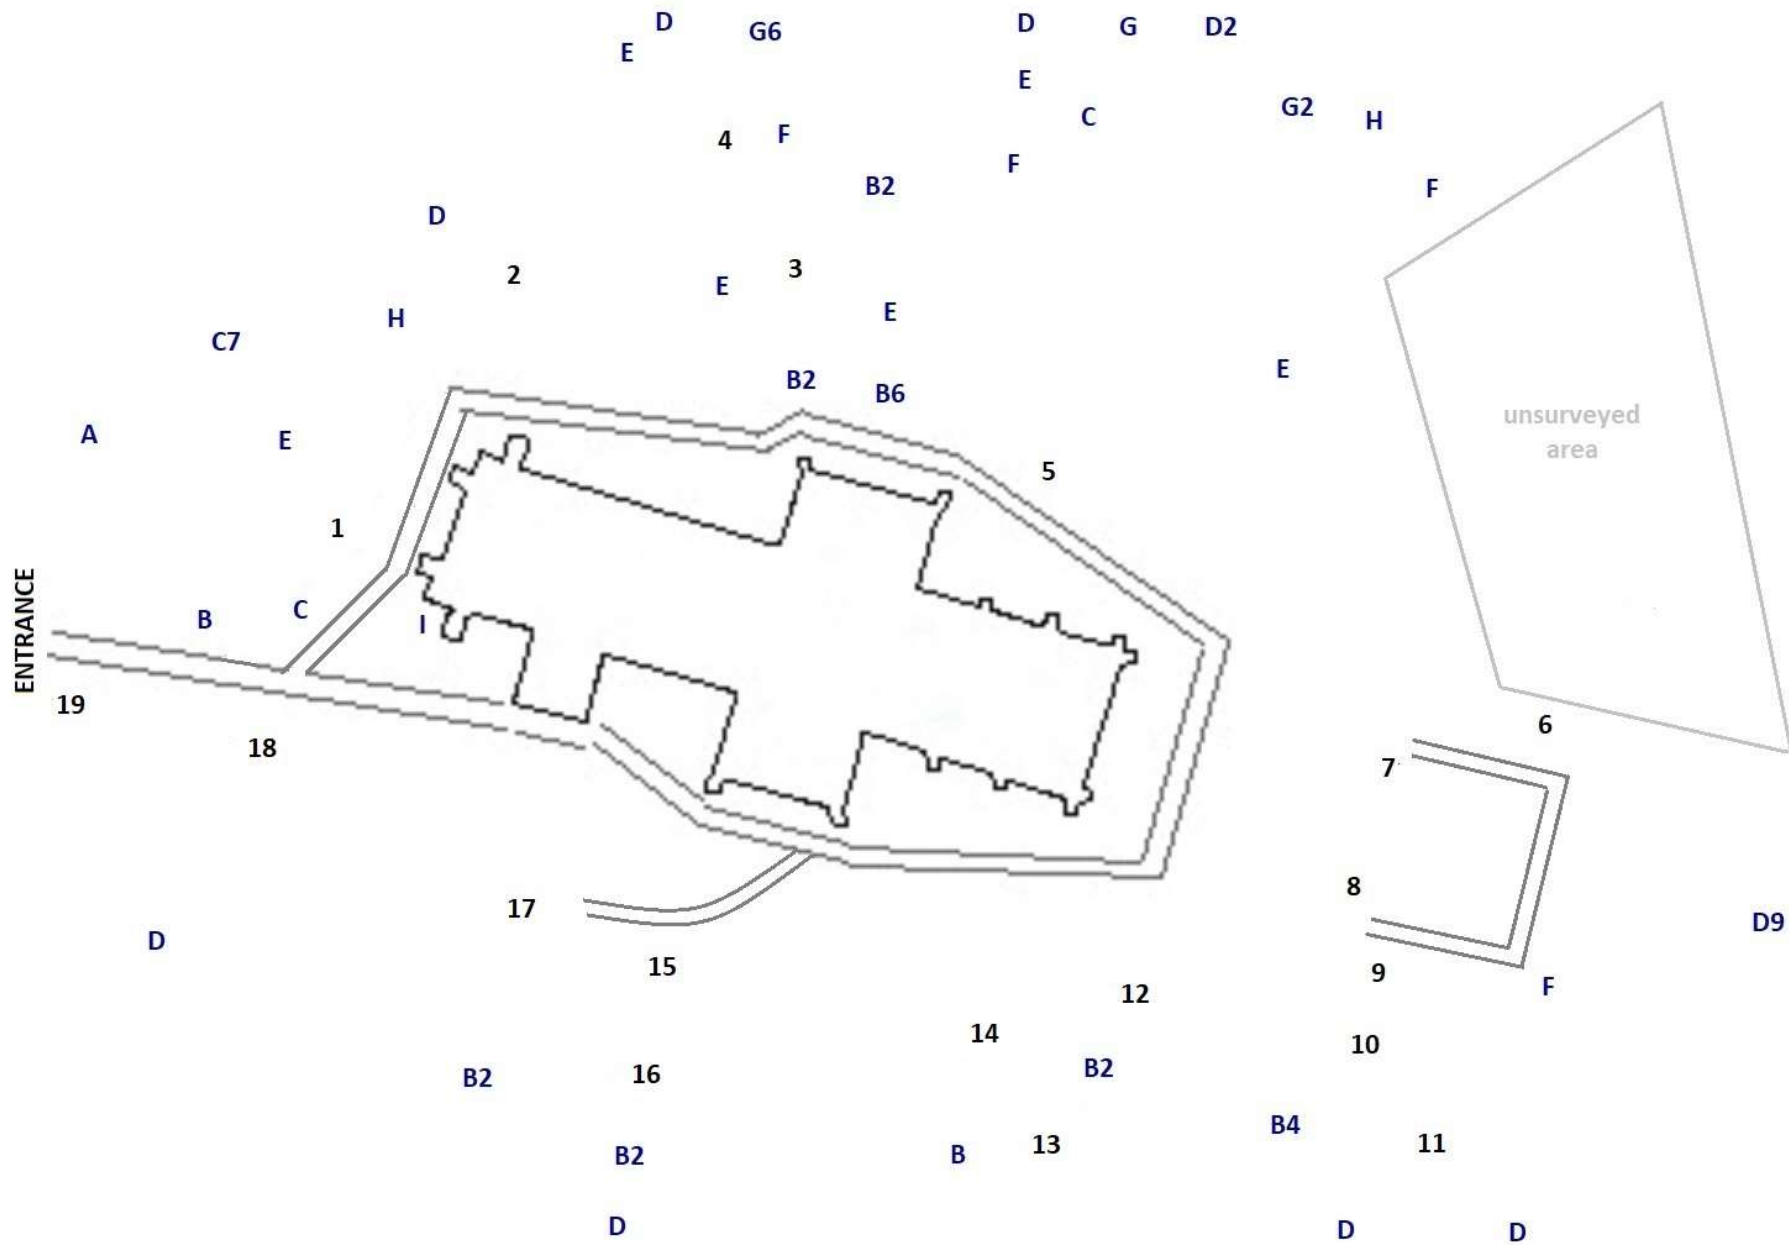 D G6 D G D2
E
E
G2 H
C
4 F
F
B2 F
D
3
2
E
E
H
C7
E
B2
B6
unsurveyed
area
A E
5
1
B C I
ENTRANCE
19
6
18
7
8
17
D9
D
15
9 F
12
14
10
B2
16
B2
B4
13 11
B2 B
D D D